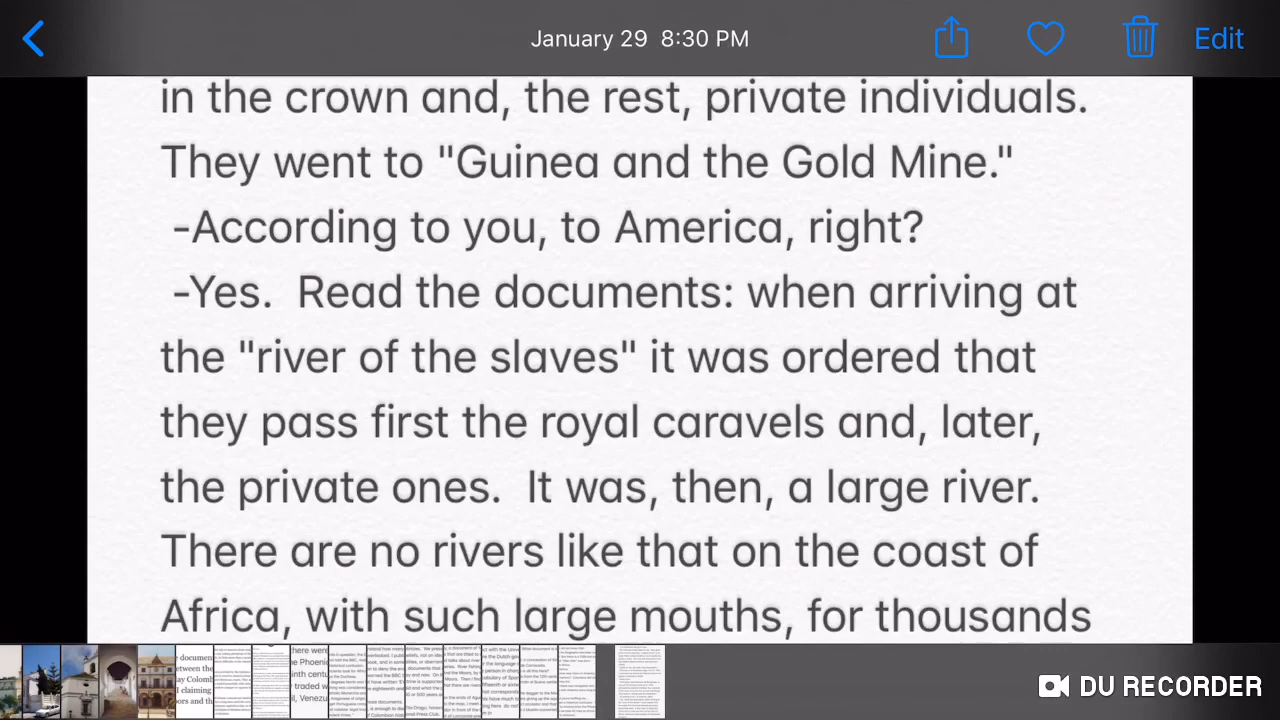 January 29 8:30 PM
Edit
in the crown and, the rest, private individuals.
They went to "Guinea and the Gold Mine."
-According to you, to America, right?
-Yes.  Read the documents: when arriving at
the "river of the slaves" it was ordered that
they pass first the royal caravels and, later,
the private ones.  It was, then, a large river.
There are no rivers like that on the coast of
Africa, with such large mouths, for thousands
DU RECORDER